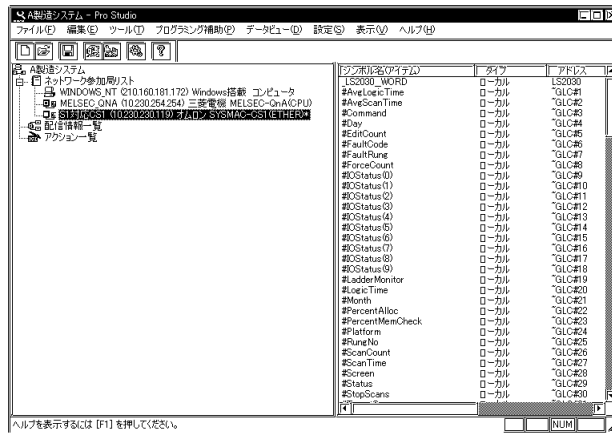 A製造システム - Pro Studio
ファイル(F) 編集(E) ツール(T) プログラミング補助(P) データビュー(D) 設定(S) 表示(V) ヘルプ(H)
A製造システム
ネットワーク参加局リスト
WINDOWS_NT (210.160.181.172) Windows搭載 コンピュータ
MELSEC_QNA (10.230.254.254) 三菱電機 MELSEC-QnA(CPU)
S1対応CS1 (10.230.230.119) オムロン SYSMAC-CS1(ETHER)*
配信情報一覧
アクション一覧
シンボル名(アイテム) タイプ アドレス
LS2030_WORD ローカル LS2030
#AvgLogicTime ローカル ~GLC#1
#AvgScanTime ローカル ~GLC#2
#Command ローカル ~GLC#3
#Day ローカル ~GLC#4
#EditCount ローカル ~GLC#5
#FaultCode ローカル ~GLC#6
#FaultRung ローカル ~GLC#7
#ForceCount ローカル ~GLC#8
#IOStatus(0) ローカル ~GLC#9
#IOStatus(1) ローカル ~GLC#10
#IOStatus(2) ローカル ~GLC#11
#IOStatus(3) ローカル ~GLC#12
#IOStatus(4) ローカル ~GLC#13
#IOStatus(5) ローカル ~GLC#14
#IOStatus(6) ローカル ~GLC#15
#IOStatus(7) ローカル ~GLC#16
#IOStatus(8) ローカル ~GLC#17
#IOStatus(9) ローカル ~GLC#18
#LadderMonitor ローカル ~GLC#19
#LogicTime ローカル ~GLC#20
#Month ローカル ~GLC#21
#PercentAlloc ローカル ~GLC#22
#PercentMemCheck ローカル ~GLC#23
#Platform ローカル ~GLC#24
#RungNo ローカル ~GLC#25
#ScanCount ローカル ~GLC#26
#ScanTime ローカル ~GLC#27
#Screen ローカル ~GLC#28
#Status ローカル ~GLC#29
#StopScans ローカル ~GLC#30
ヘルプを表示するには [F1] を押してください。 NUM